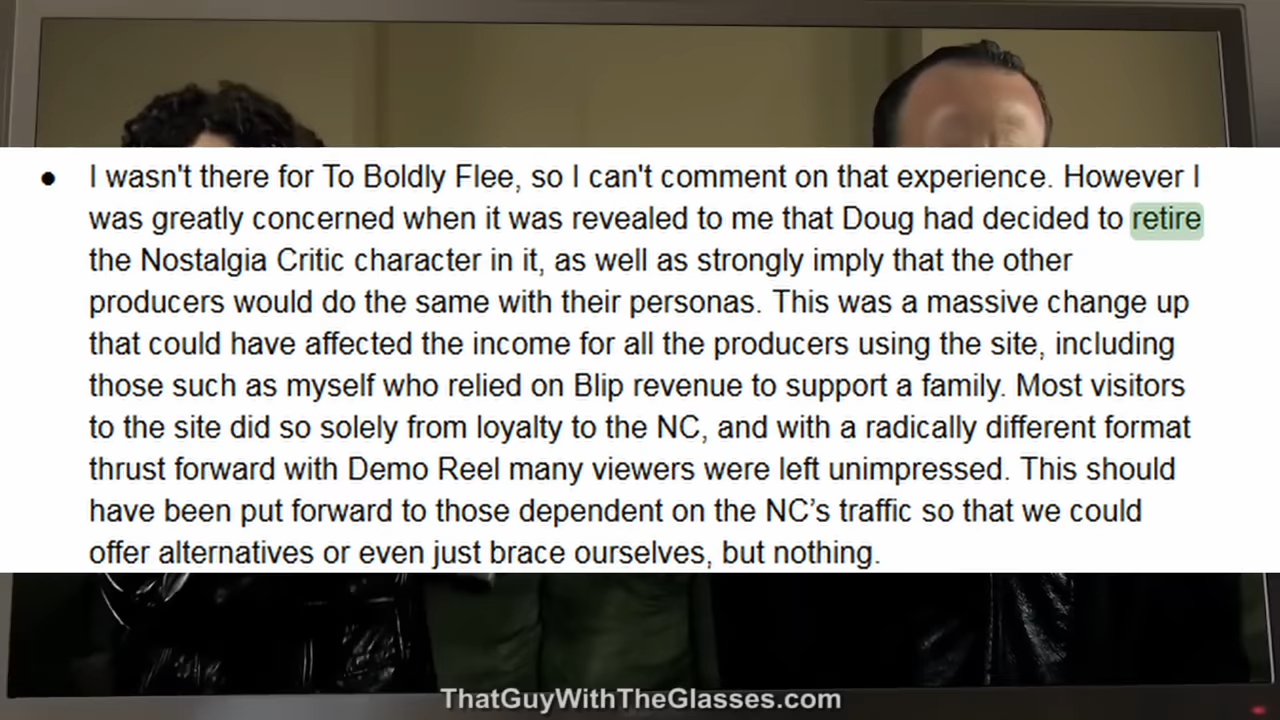 ● I wasn't there for To Boldly Flee, so I can't comment on that experience. However I
was greatly concerned when it was revealed to me that Doug had decided to retire
the Nostalgia Critic character in it, as well as strongly imply that the other
producers would do the same with their personas. This was a massive change up
that could have affected the income for all the producers using the site, including
those such as myself who relied on Blip revenue to support a family. Most visitors
to the site did so solely from loyalty to the NC, and with a radically different format
thrust forward with Demo Reel many viewers were left unimpressed. This should
have been put forward to those dependent on the NC’s traffic so that we could
offer alternatives or even just brace ourselves, but nothing.
ThatGuyWithTheGlasses.com